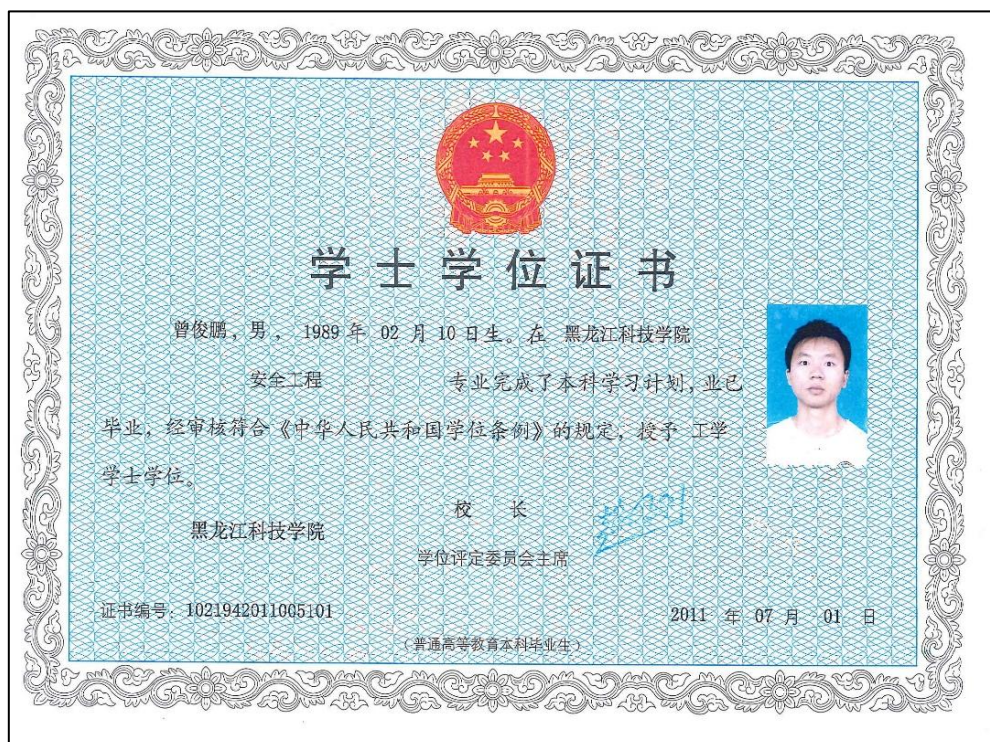 学士学位证书
曾俊鹏，男， 1989 年 02 月 10 日生。在 黑龙江科技学院
安全工程 专业完成了本科学习计划，业已
毕业，经审核符合《中华人民共和国学位条例》的规定，授予 工学
学士学位。
黑龙江科技学院
校 长
学位评定委员会主席
证书编号：1021942011005101
2011 年 07 月 01 日
（普通高等教育本科毕业生）